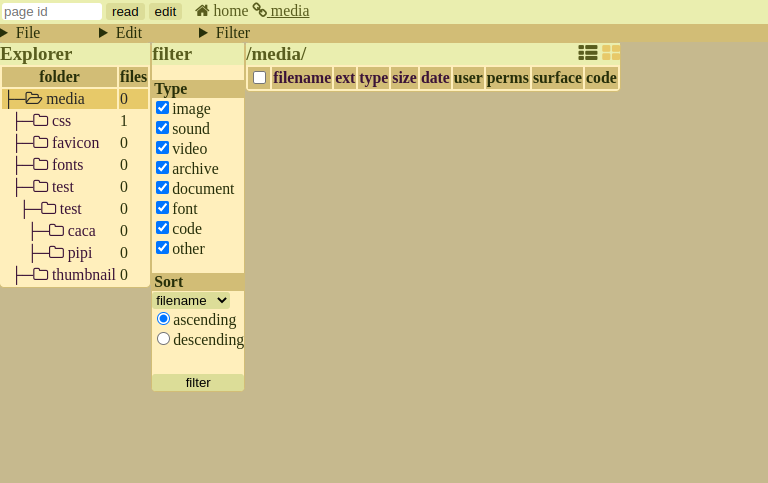 page id read edit home media
File Edit Filter
Explorer
folder files
media 0
css 1
favicon 0
fonts 0
test 0
test 0
caca 0
pipi 0
thumbnail 0
filter
Type
image
sound
video
archive
document
font
code
other
Sort
filename
ascending
descending
filter
/media/
filename ext type size date user perms surface code